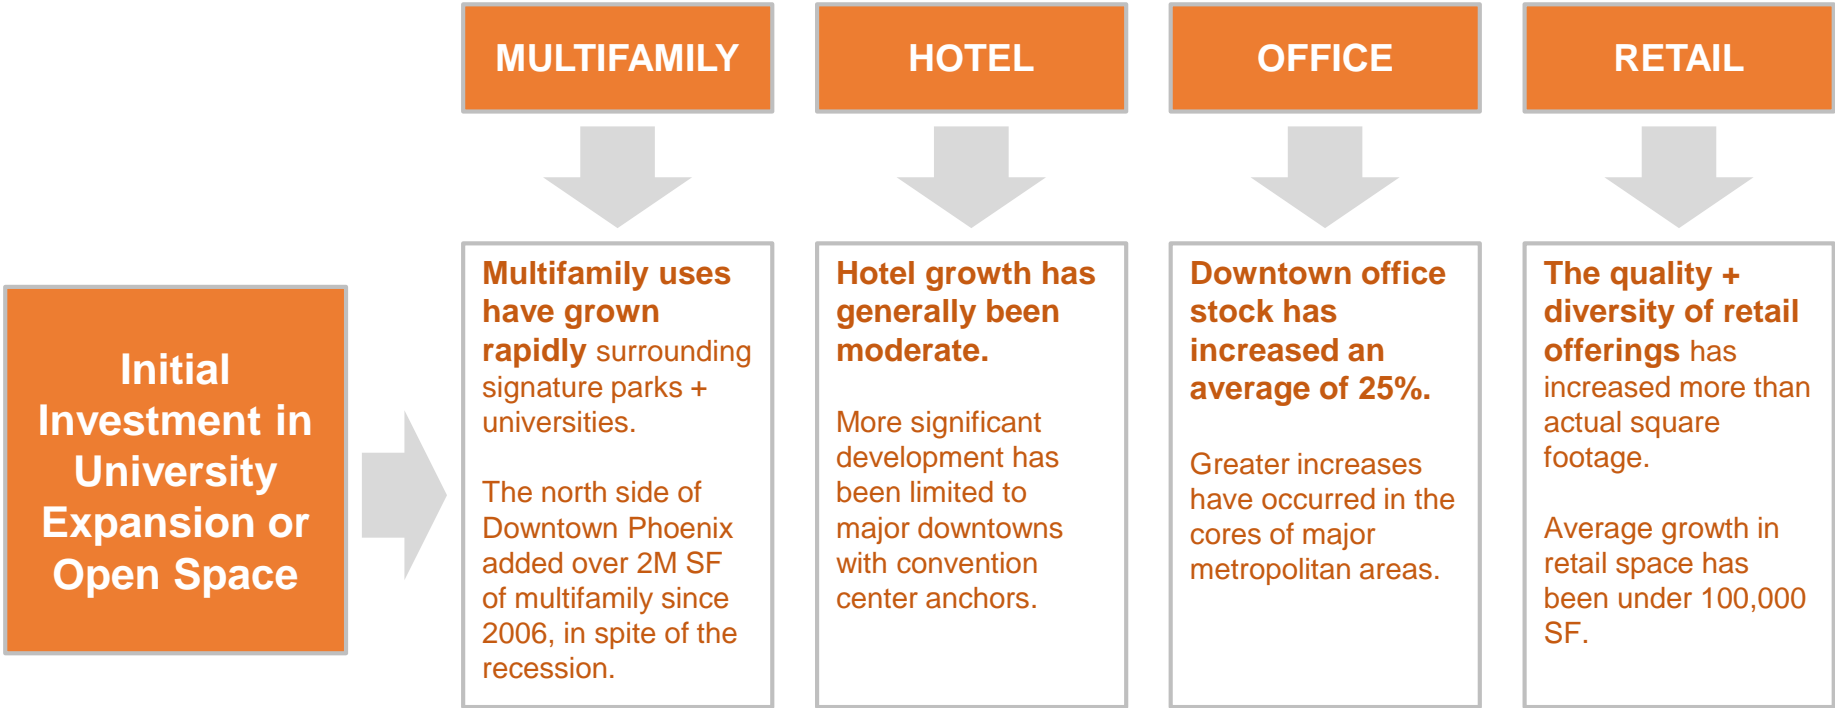 MULTIFAMILY
HOTEL
OFFICE
RETAIL
Initial
Investment in
University
Expansion or
Open Space
Multifamily uses
have grown
rapidly surrounding
signature parks +
universities.
The north side of
Downtown Phoenix
added over 2M SF
of multifamily since
2006, in spite of the
recession.
Hotel growth has
generally been
moderate.
More significant
development has
been limited to
major downtowns
with convention
center anchors.
Downtown office
stock has
increased an
average of 25%.
Greater increases
have occurred in the
cores of major
metropolitan areas.
The quality +
diversity of retail
offerings has
increased more than
actual square
footage.
Average growth in
retail space has
been under 100,000
SF.